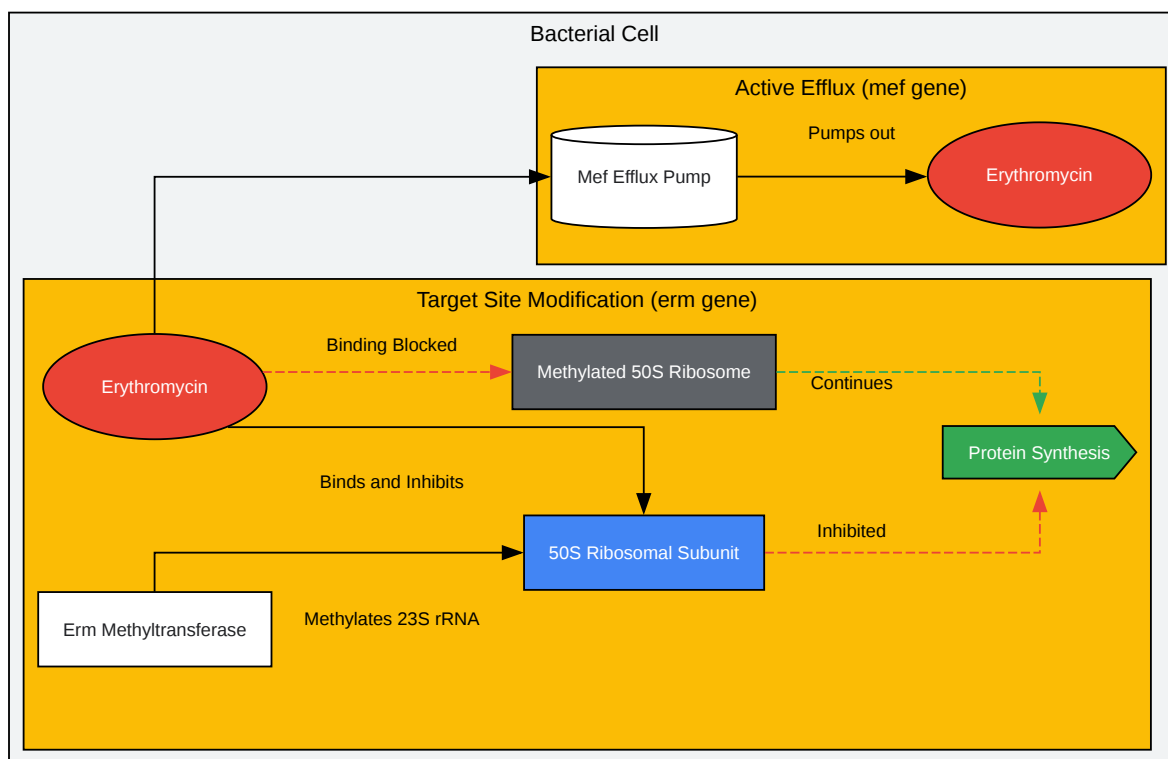 Bacterial Cell
Active Efflux (mef gene)
Pumps out
Mef Efflux Pump
Erythromycin
Target Site Modification (erm gene)
Binding Blocked
Erythromycin
Methylated 50S Ribosome
Continues
Protein Synthesis
Binds and Inhibits
50S Ribosomal Subunit
Inhibited
Methylates 23S rRNA
Erm Methyltransferase